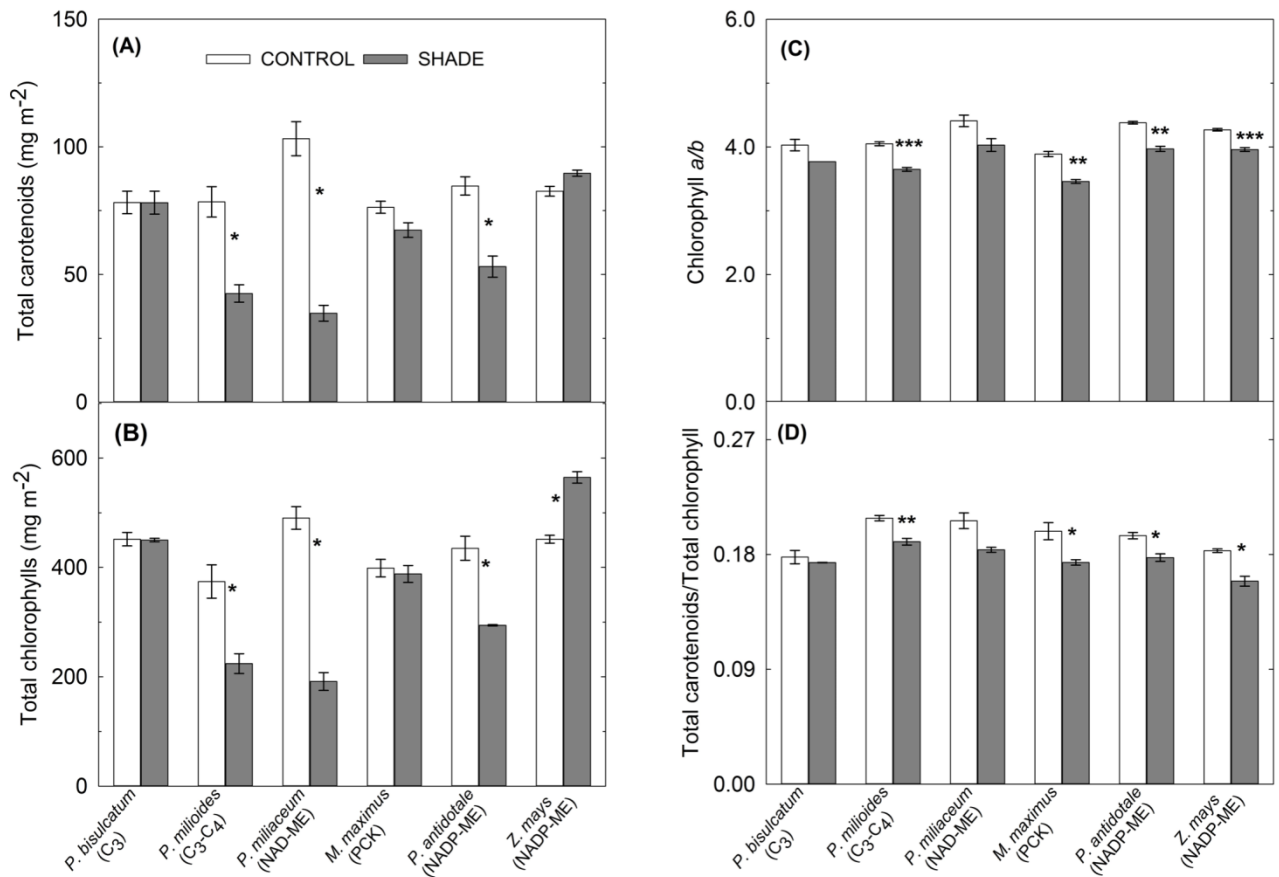 (A)
CONTROL
SHADE
Total carotenoids (mg m⁻²)
150
100
50
0
(B)
Total chlorophylls (mg m⁻²)
600
400
200
0
*
*
*
*
*
*
*
P. bisulcatum
(C₃)
P. milioides
(C₃-C₄)
P. miliaceum
(NAD-ME)
M. maximus
(PCK)
P. antidotale
(NADP-ME)
Z. mays
(NADP-ME)
(C)
Chlorophyll a/b
6.0
4.0
2.0
0.0
***
**
**
***
(D)
Total carotenoids/Total chlorophyll
0.27
0.18
0.09
0.00
**
*
*
*
P. bisulcatum
(C₃)
P. milioides
(C₃-C₄)
P. miliaceum
(NAD-ME)
M. maximus
(PCK)
P. antidotale
(NADP-ME)
Z. mays
(NADP-ME)